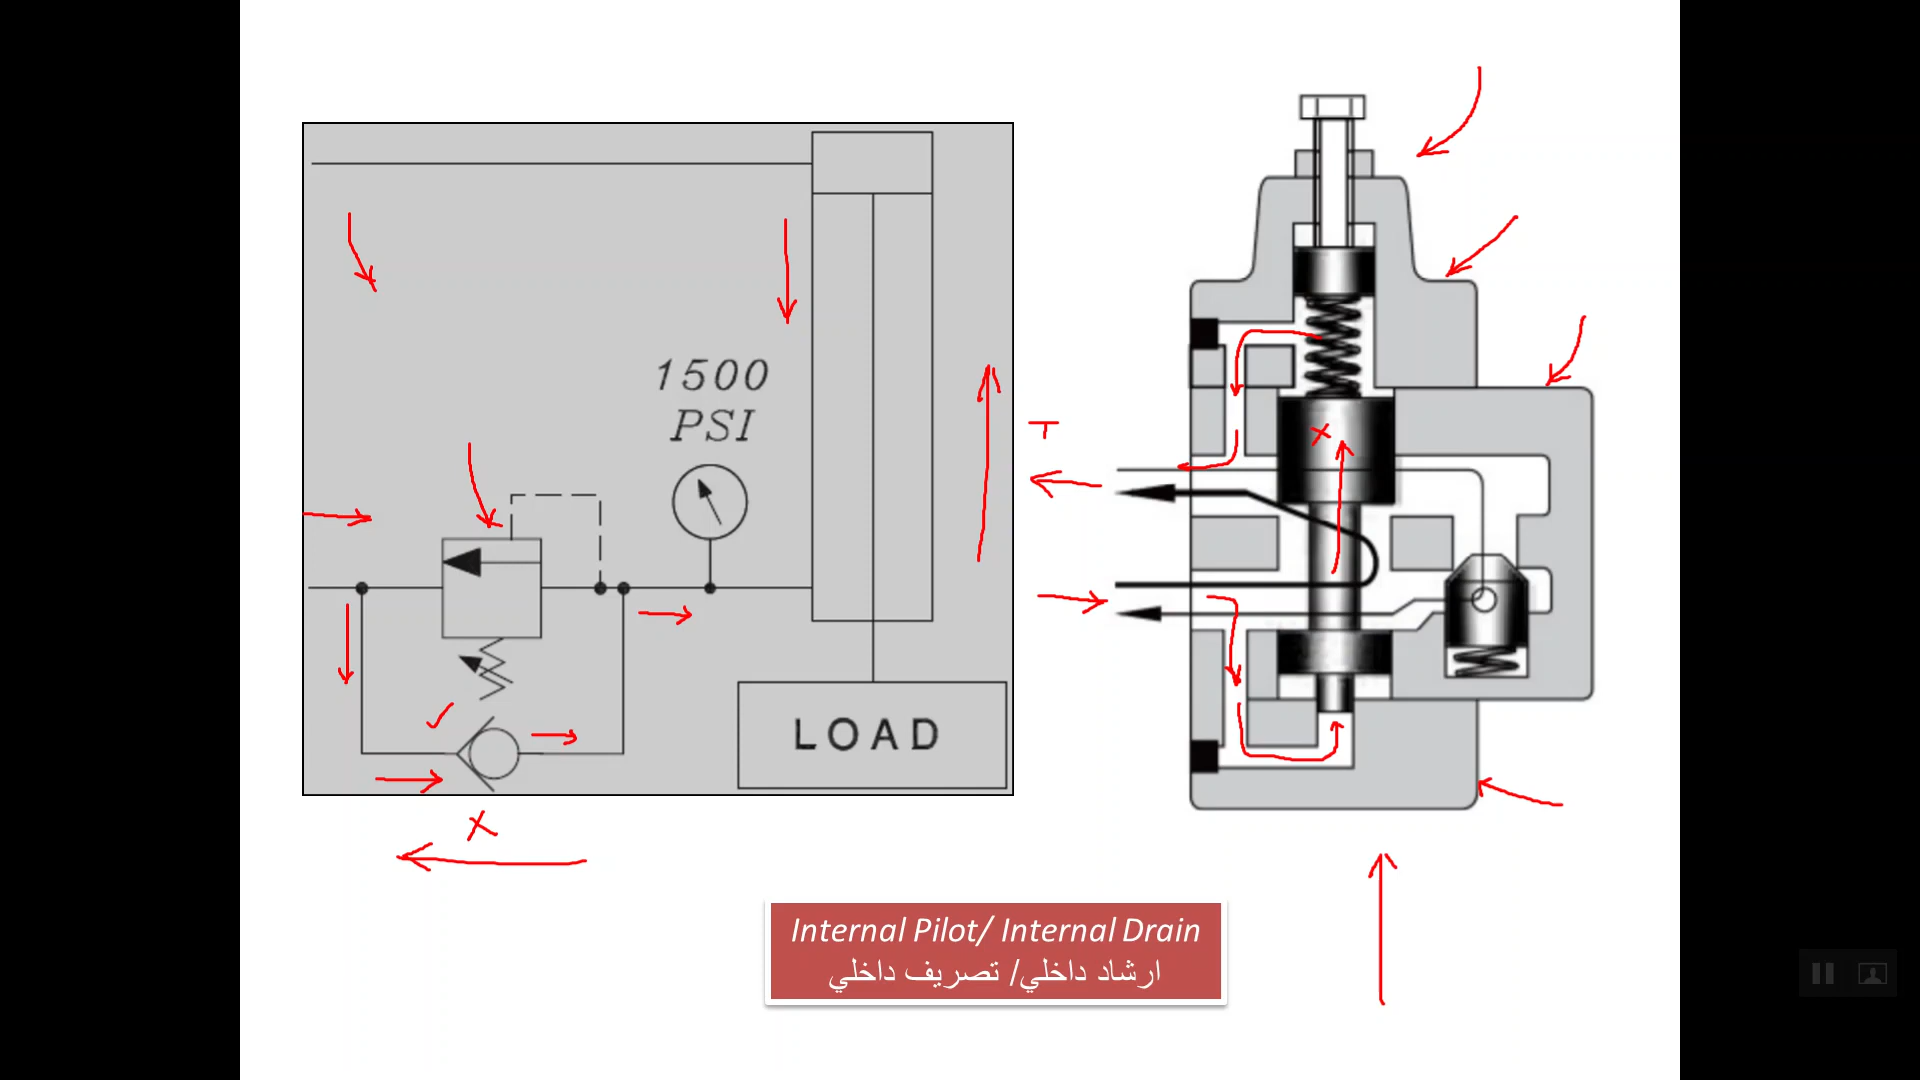 1500
PSI
T
LOAD
Internal Pilot/ Internal Drain
ارشاد داخلي/ تصريف داخلي